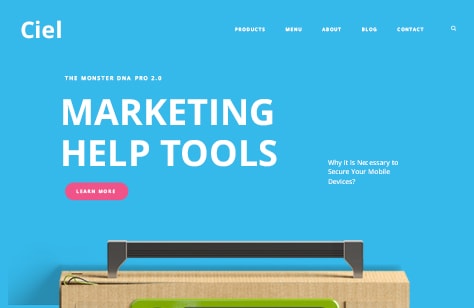 Ciel
PRODUCTS MENU ABOUT BLOG CONTACT
THE MONSTER DNA PRO 2.0
MARKETING
HELP TOOLS
Why It Is Necessary to
Secure Your Mobile
Devices?
LEARN MORE